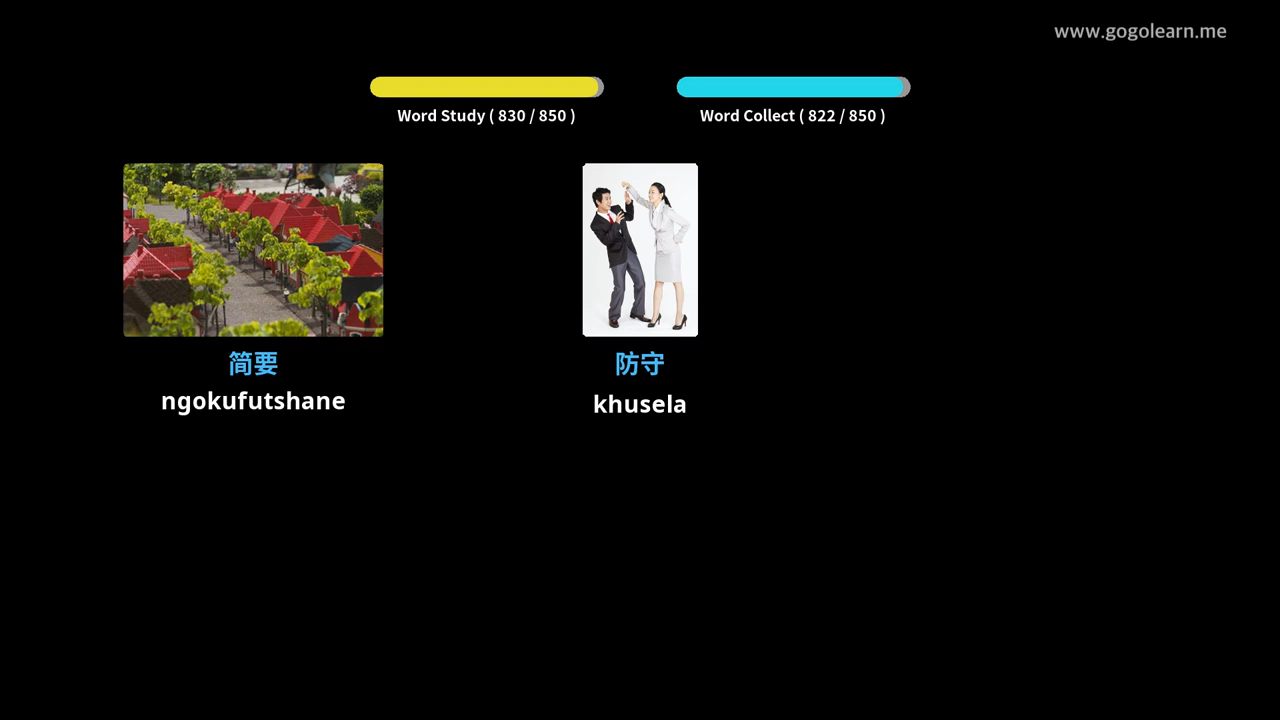 www.gogolearn.me
Word Study ( 830 / 850 )
Word Collect ( 822 / 850 )
简要
ngokufutshane
防守
khusela